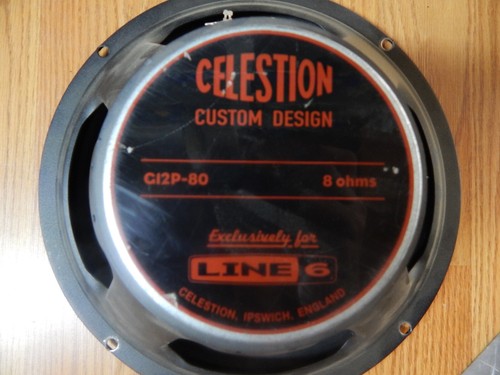 CELESTION
CUSTOM DESIGN
G12P-80 8 ohms
Exclusively for
LINE 6
CELESTION, IPSWICH, ENGLAND